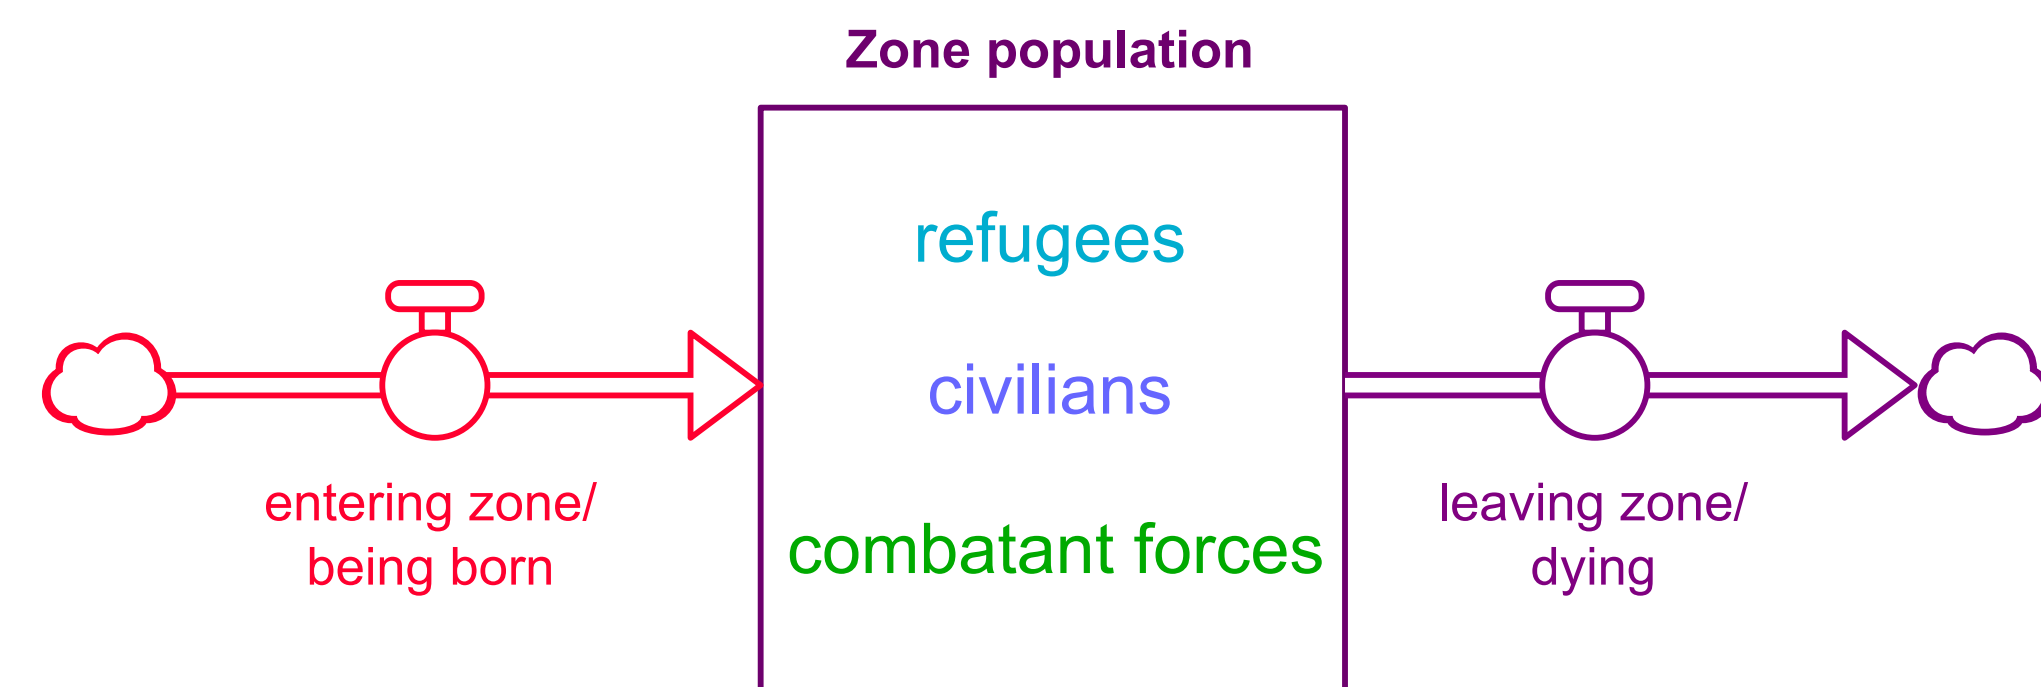 Zone population
refugees
civilians
combatant forces
entering zone/
being born
leaving zone/
dying